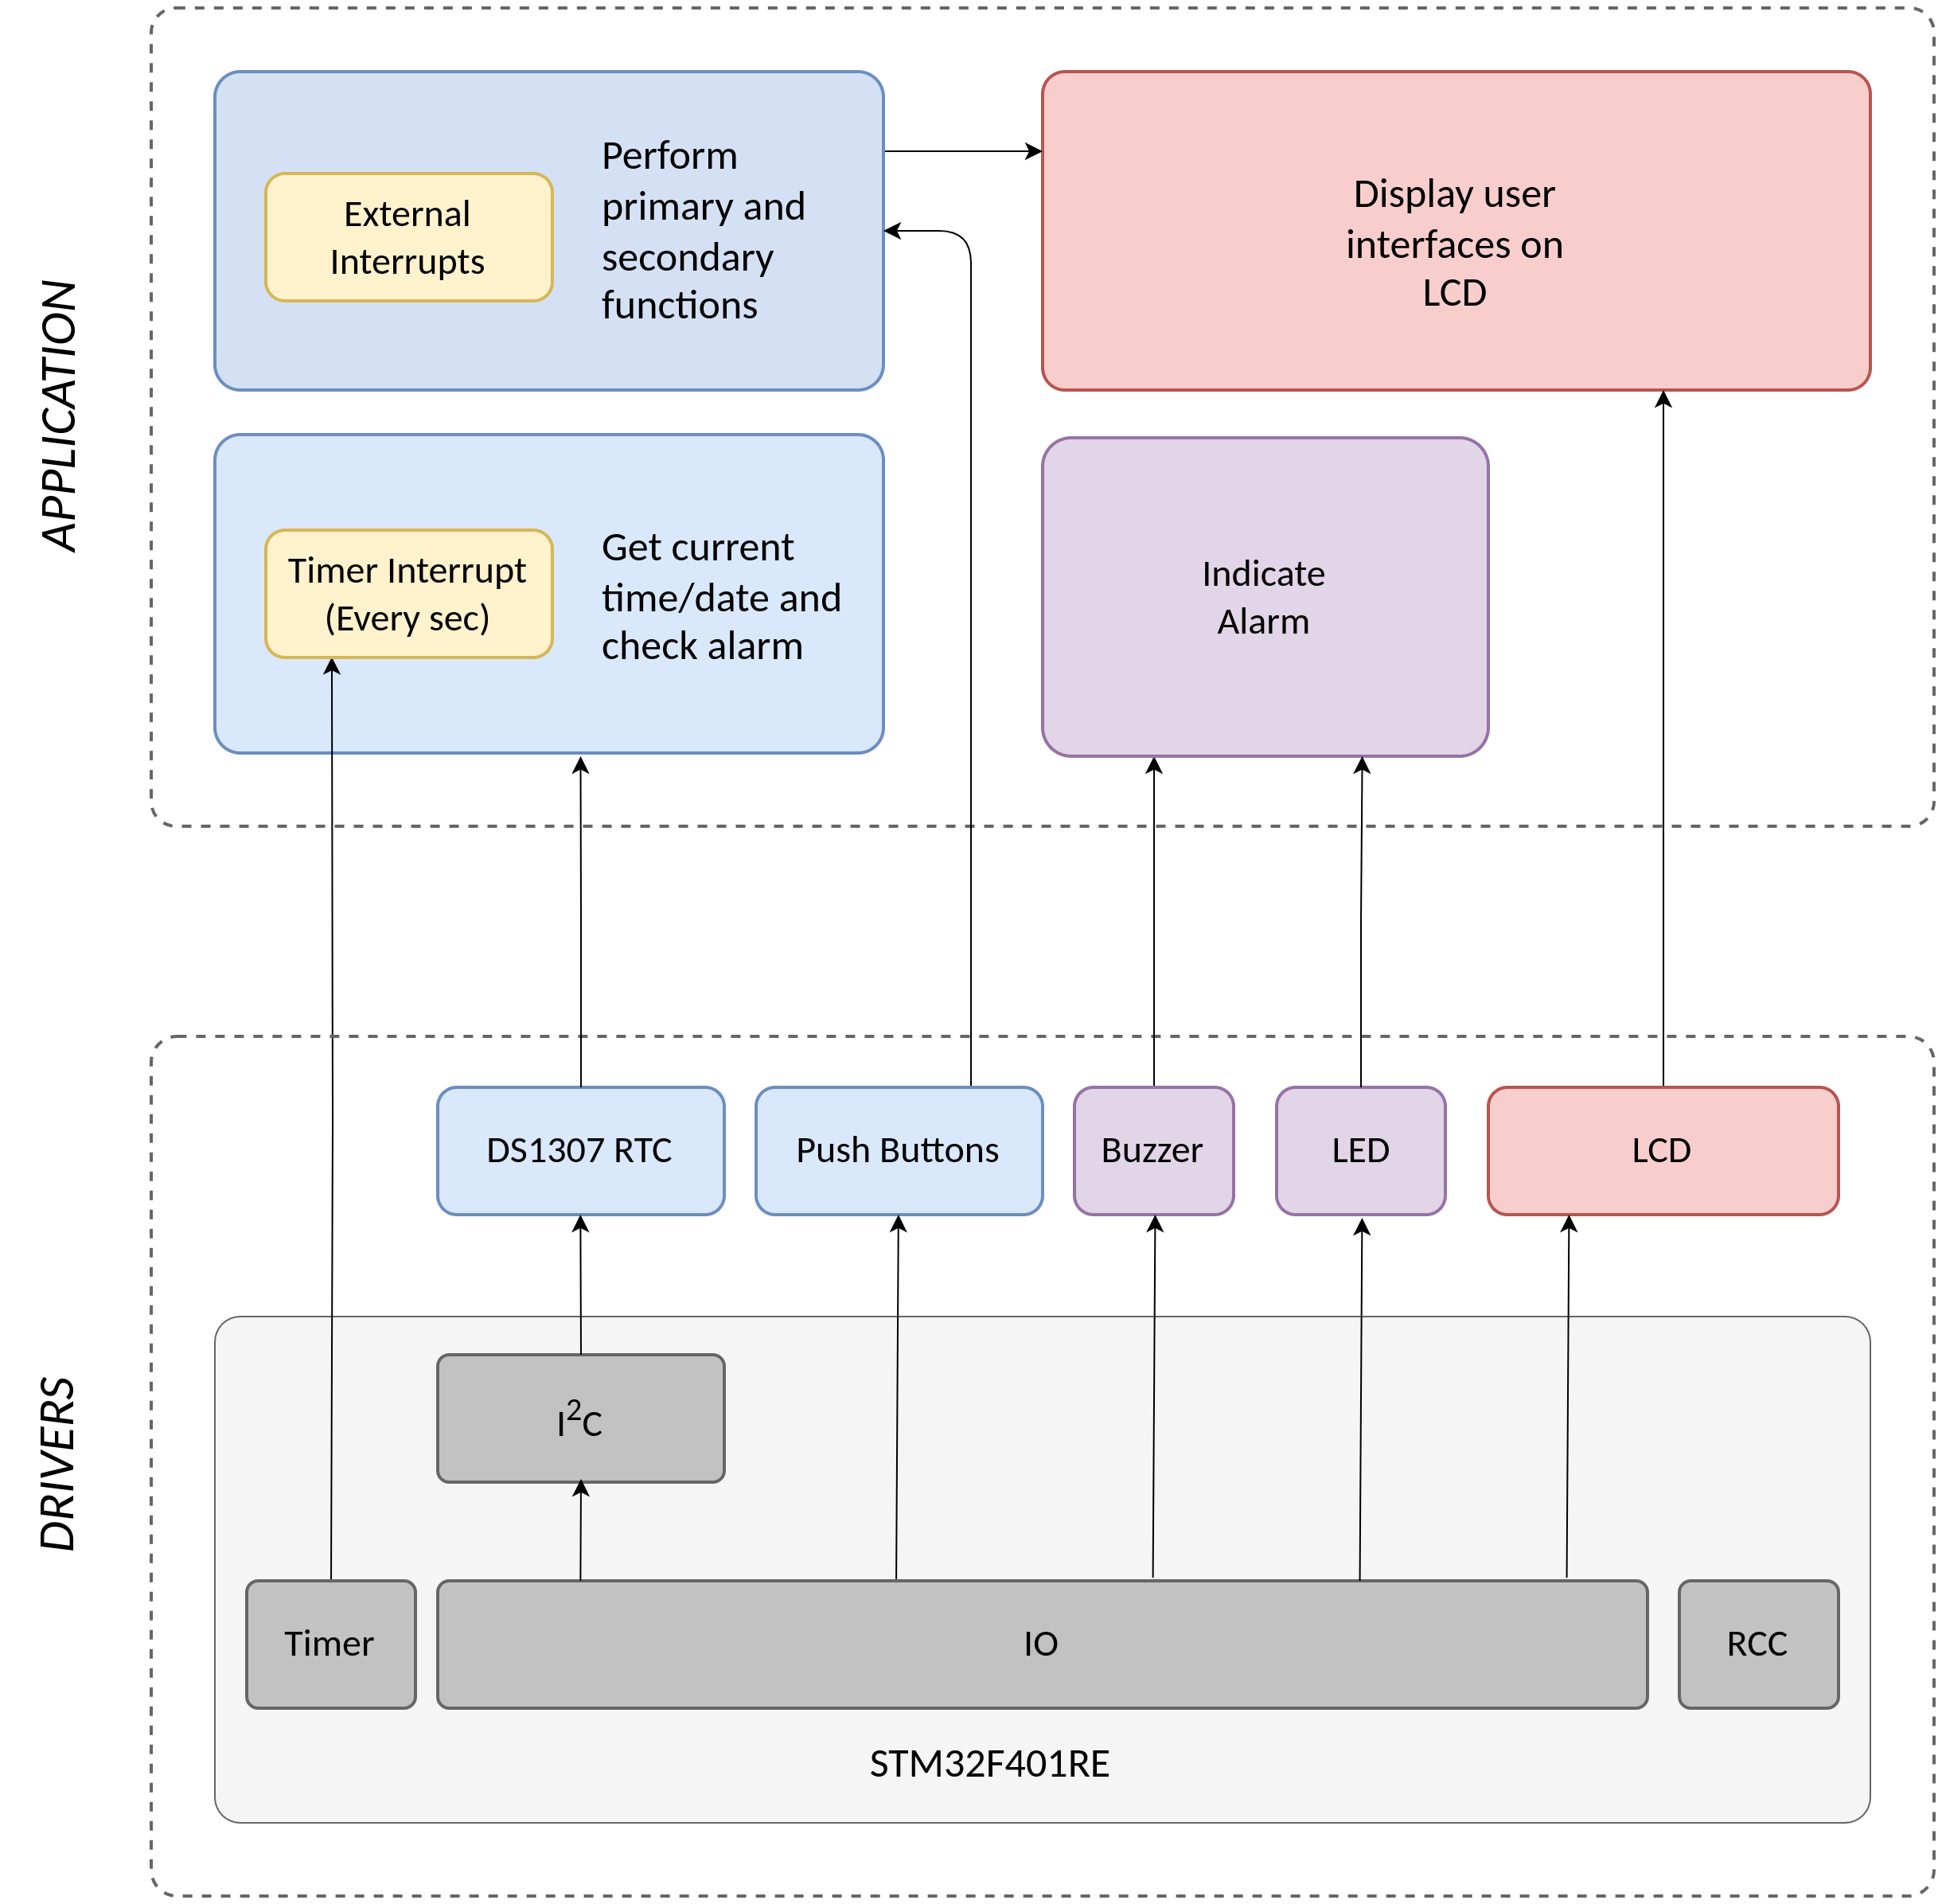 APPLICATION
External
Interrupts
Perform
primary and
secondary
functions
Display user
interfaces on
LCD
Timer Interrupt
(Every sec)
Get current
time/date and
check alarm
Indicate
Alarm
DRIVERS
DS1307 RTC
Push Buttons
Buzzer
LED
LCD
I²C
Timer
IO
RCC
STM32F401RE